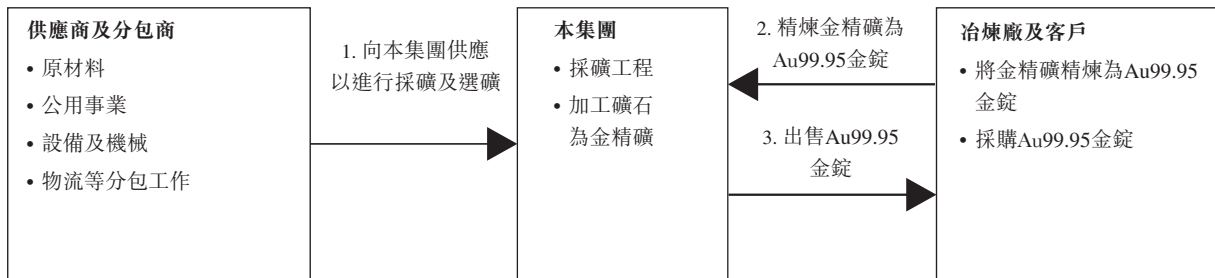 供應商及分包商
• 原材料
• 公用事業
• 設備及機械
• 物流等分包工作
1. 向本集團供應
以進行採礦及選礦
本集團
• 採礦工程
• 加工礦石
為金精礦
2. 精煉金精礦為
Au99.95金錠
3. 出售Au99.95
金錠
冶煉廠及客戶
• 將金精礦精煉為Au99.95
金錠
• 採購Au99.95金錠